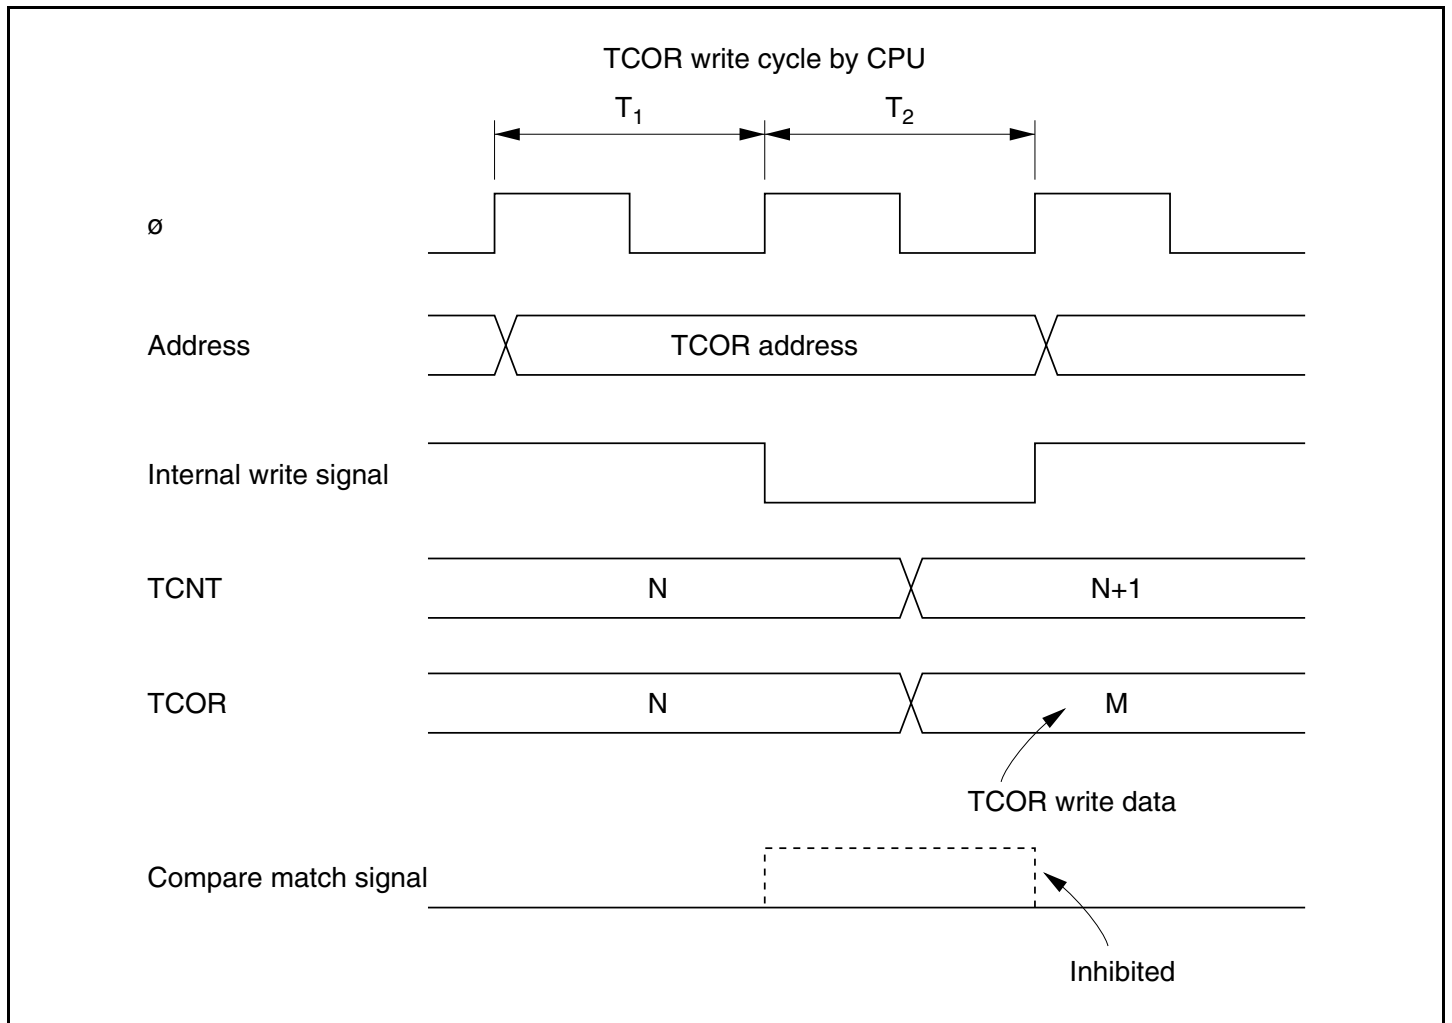 TCOR write cycle by CPU
T1 T2
ø
Address TCOR address
Internal write signal
TCNT N N+1
TCOR N M
TCOR write data
Compare match signal
Inhibited